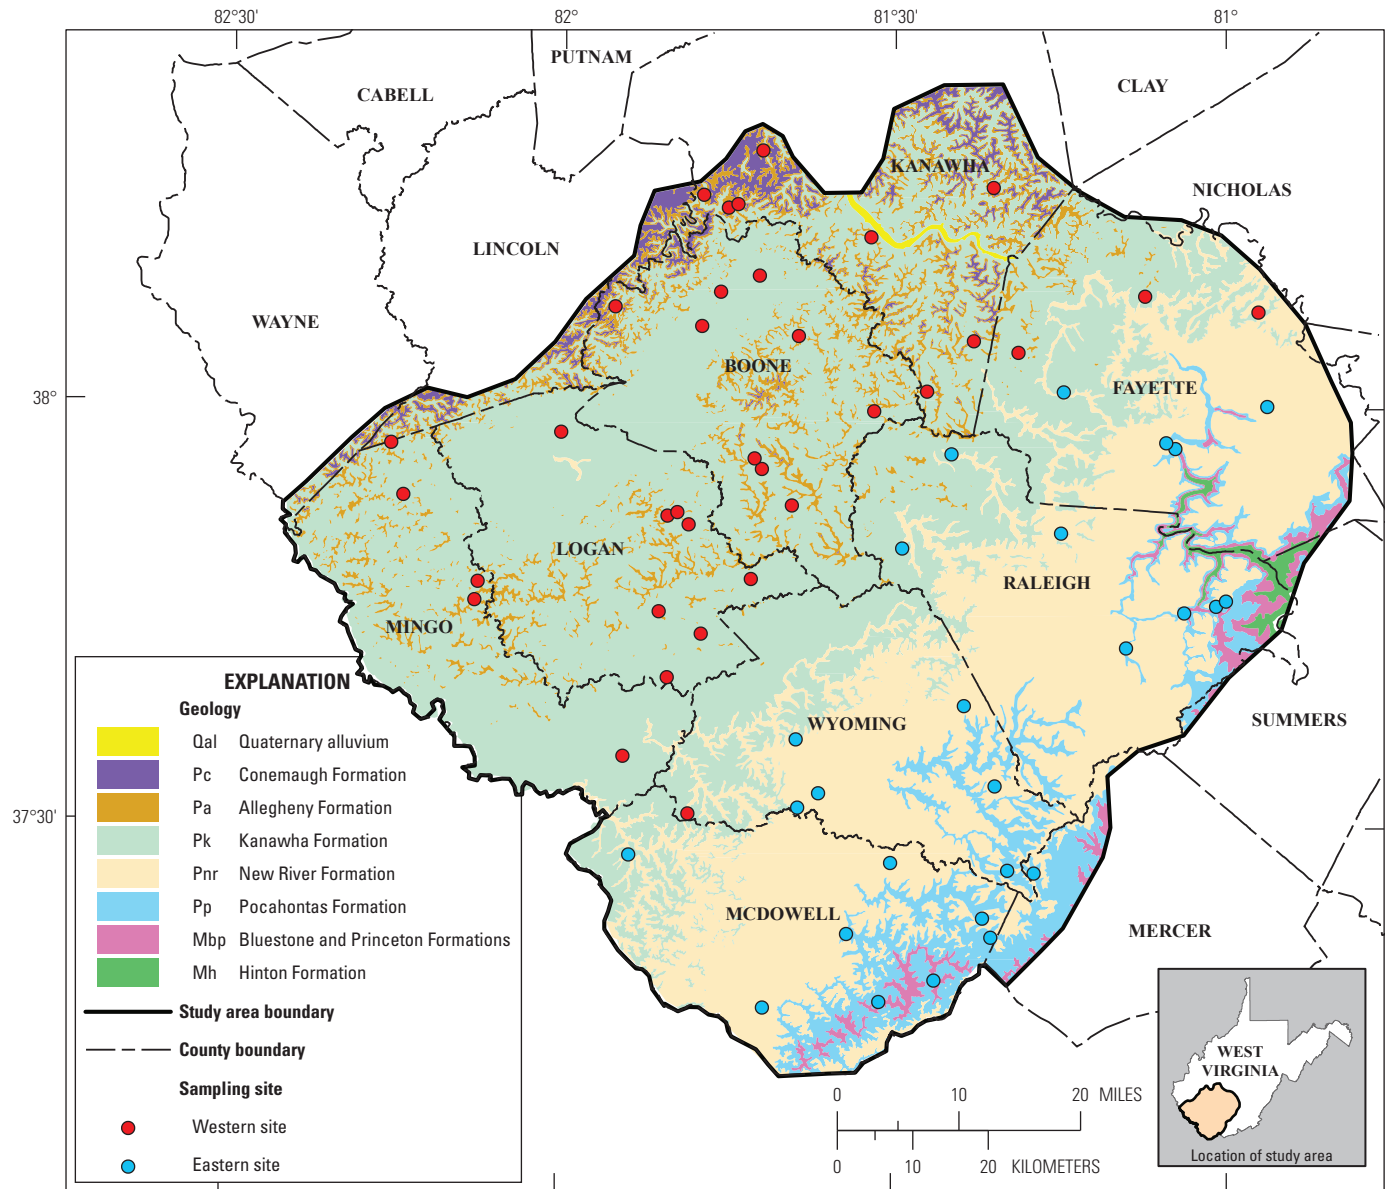 82°30'
82°
81°30'
81°
PUTNAM
CLAY
CABELL
KANAWHA
NICHOLAS
LINCOLN
WAYNE
BOONE
FAYETTE
38°
LOGAN
RALEIGH
MINGO
SUMMERS
WYOMING
37°30'
MCDOWELL
MERCER
EXPLANATION
Geology
Qal Quaternary alluvium
Pc Conemaugh Formation
Pa Allegheny Formation
Pk Kanawha Formation
Pnr New River Formation
Pp Pocahontas Formation
Mbp Bluestone and Princeton Formations
Mh Hinton Formation
Study area boundary
County boundary
Sampling site
Western site
Eastern site
0 10 20 MILES
0 10 20 KILOMETERS
WEST
VIRGINIA
Location of study area